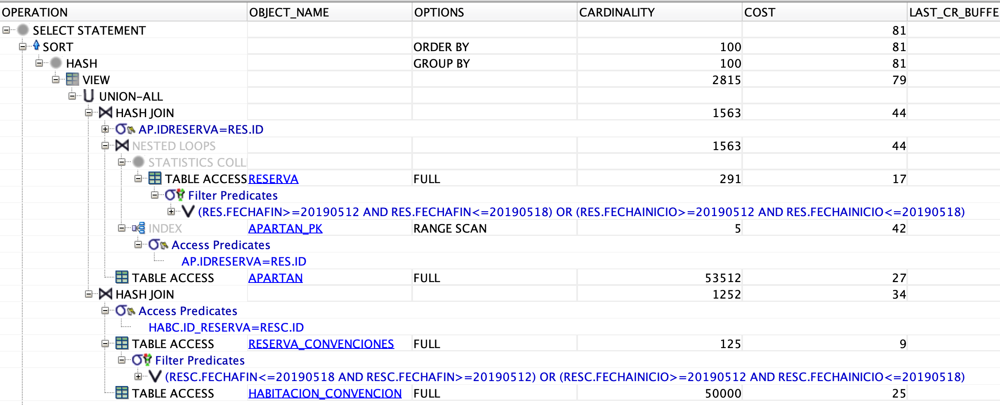 OPERATION OBJECT_NAME OPTIONS CARDINALITY COST LAST_CR_BUFFE
SELECT STATEMENT 81
SORT ORDER BY 100 81
HASH GROUP BY 100 81
VIEW 2815 79
UNION-ALL
HASH JOIN 1563 44
AP.IDRESERVA=RES.ID
NESTED LOOPS 1563 44
STATISTICS COLL
TABLE ACCESS RESERVA FULL 291 17
Filter Predicates
(RES.FECHAFIN>=20190512 AND RES.FECHAFIN<=20190518) OR (RES.FECHAINICIO>=20190512 AND RES.FECHAINICIO<=20190518)
INDEX APARTAN_PK RANGE SCAN 5 42
Access Predicates
AP.IDRESERVA=RES.ID
TABLE ACCESS APARTAN FULL 53512 27
HASH JOIN 1252 34
Access Predicates
HABC.ID_RESERVA=RESC.ID
TABLE ACCESS RESERVA_CONVENCIONES FULL 125 9
Filter Predicates
(RESC.FECHAFIN<=20190518 AND RESC.FECHAFIN>=20190512) OR (RESC.FECHAINICIO>=20190512 AND RESC.FECHAINICIO<=20190518)
TABLE ACCESS HABITACION_CONVENCION FULL 50000 25